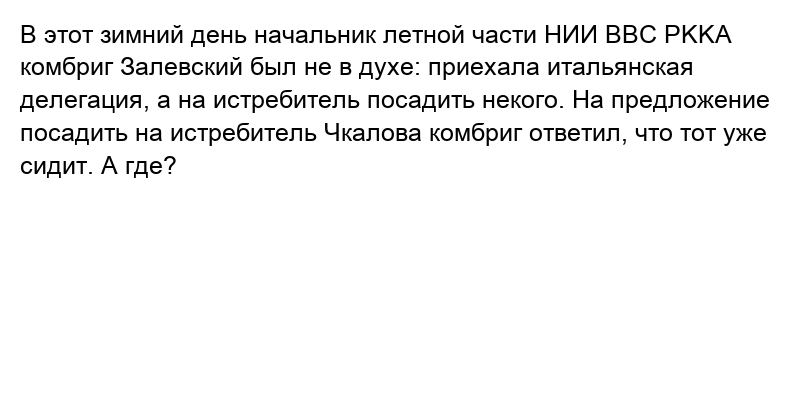 В этот зимний день начальник летной части НИИ ВВС РККА
комбриг Залевский был не в духе: приехала итальянская
делегация, а на истребитель посадить некого. На предложение
посадить на истребитель Чкалова комбриг ответил, что тот уже
сидит. А где?